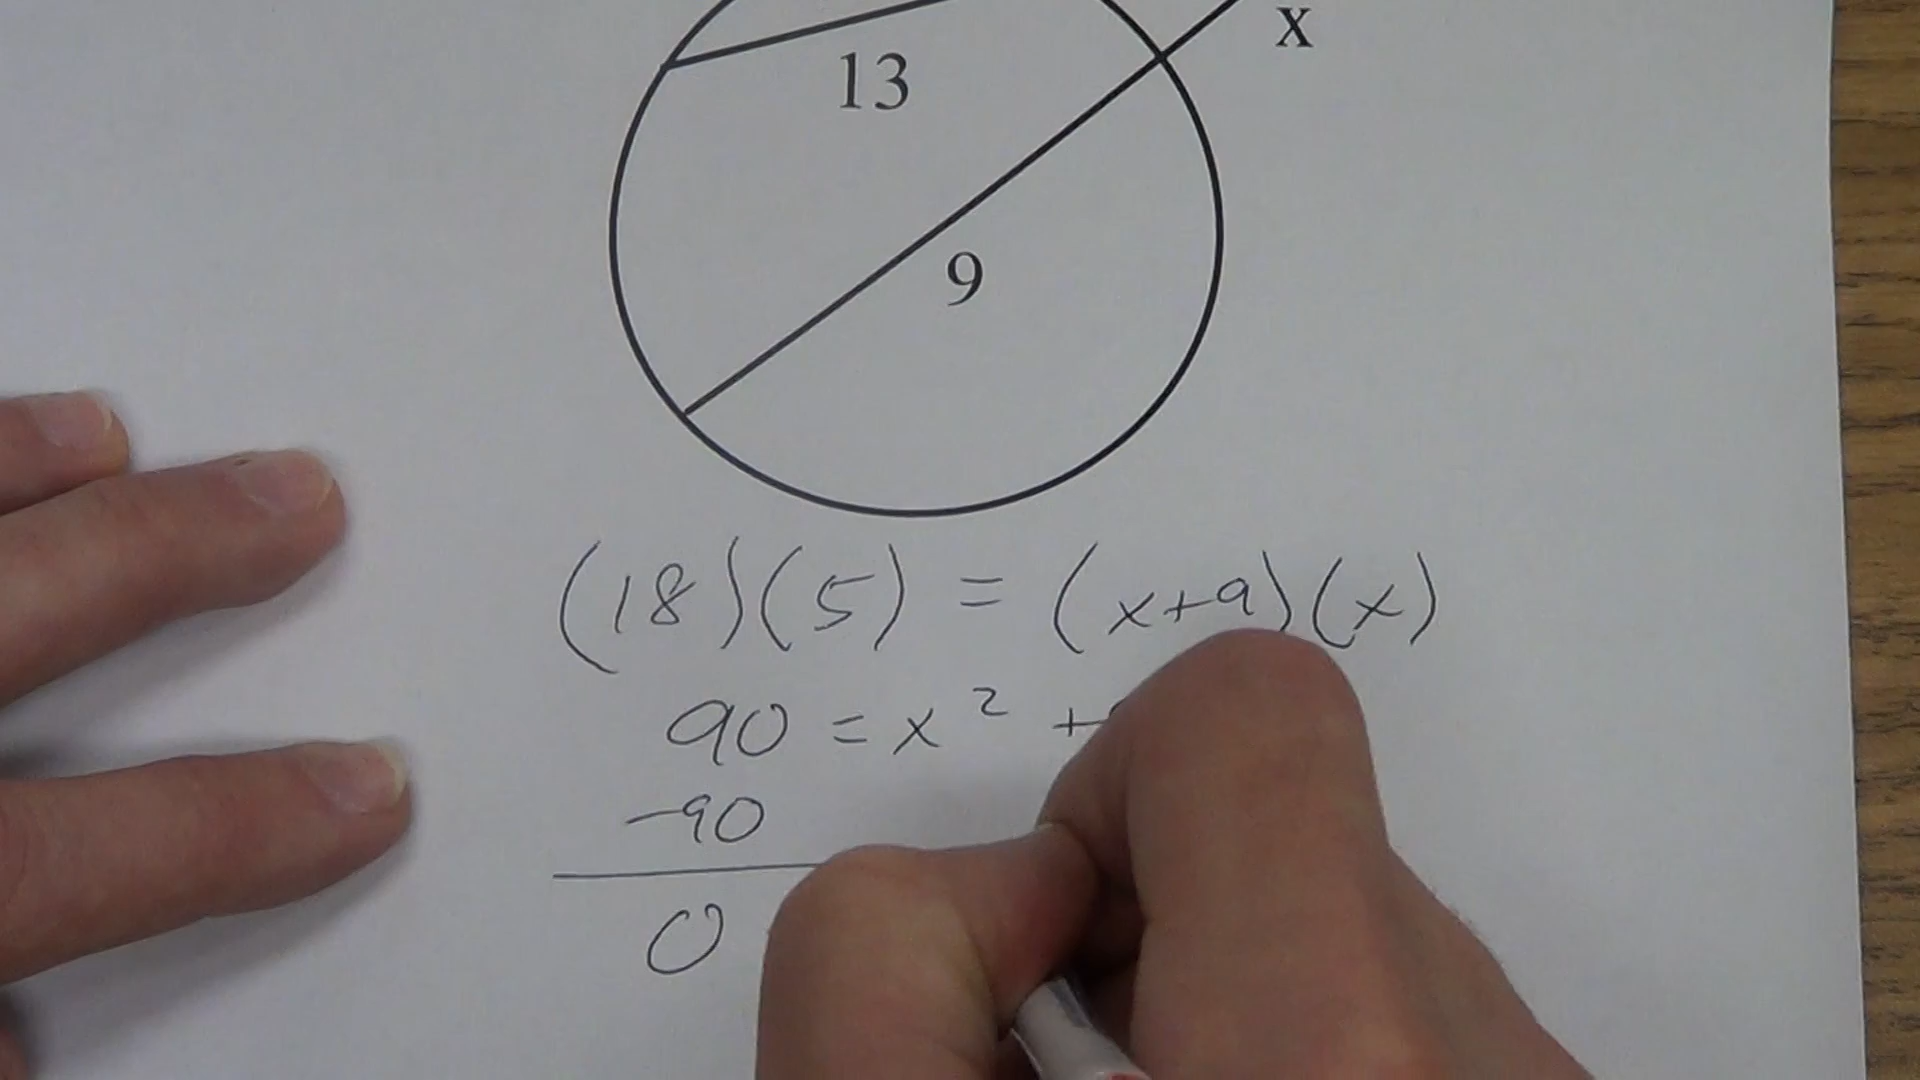 x
13
9
(18)(5) = (x+9)(x)
90 = x² +
-90
0